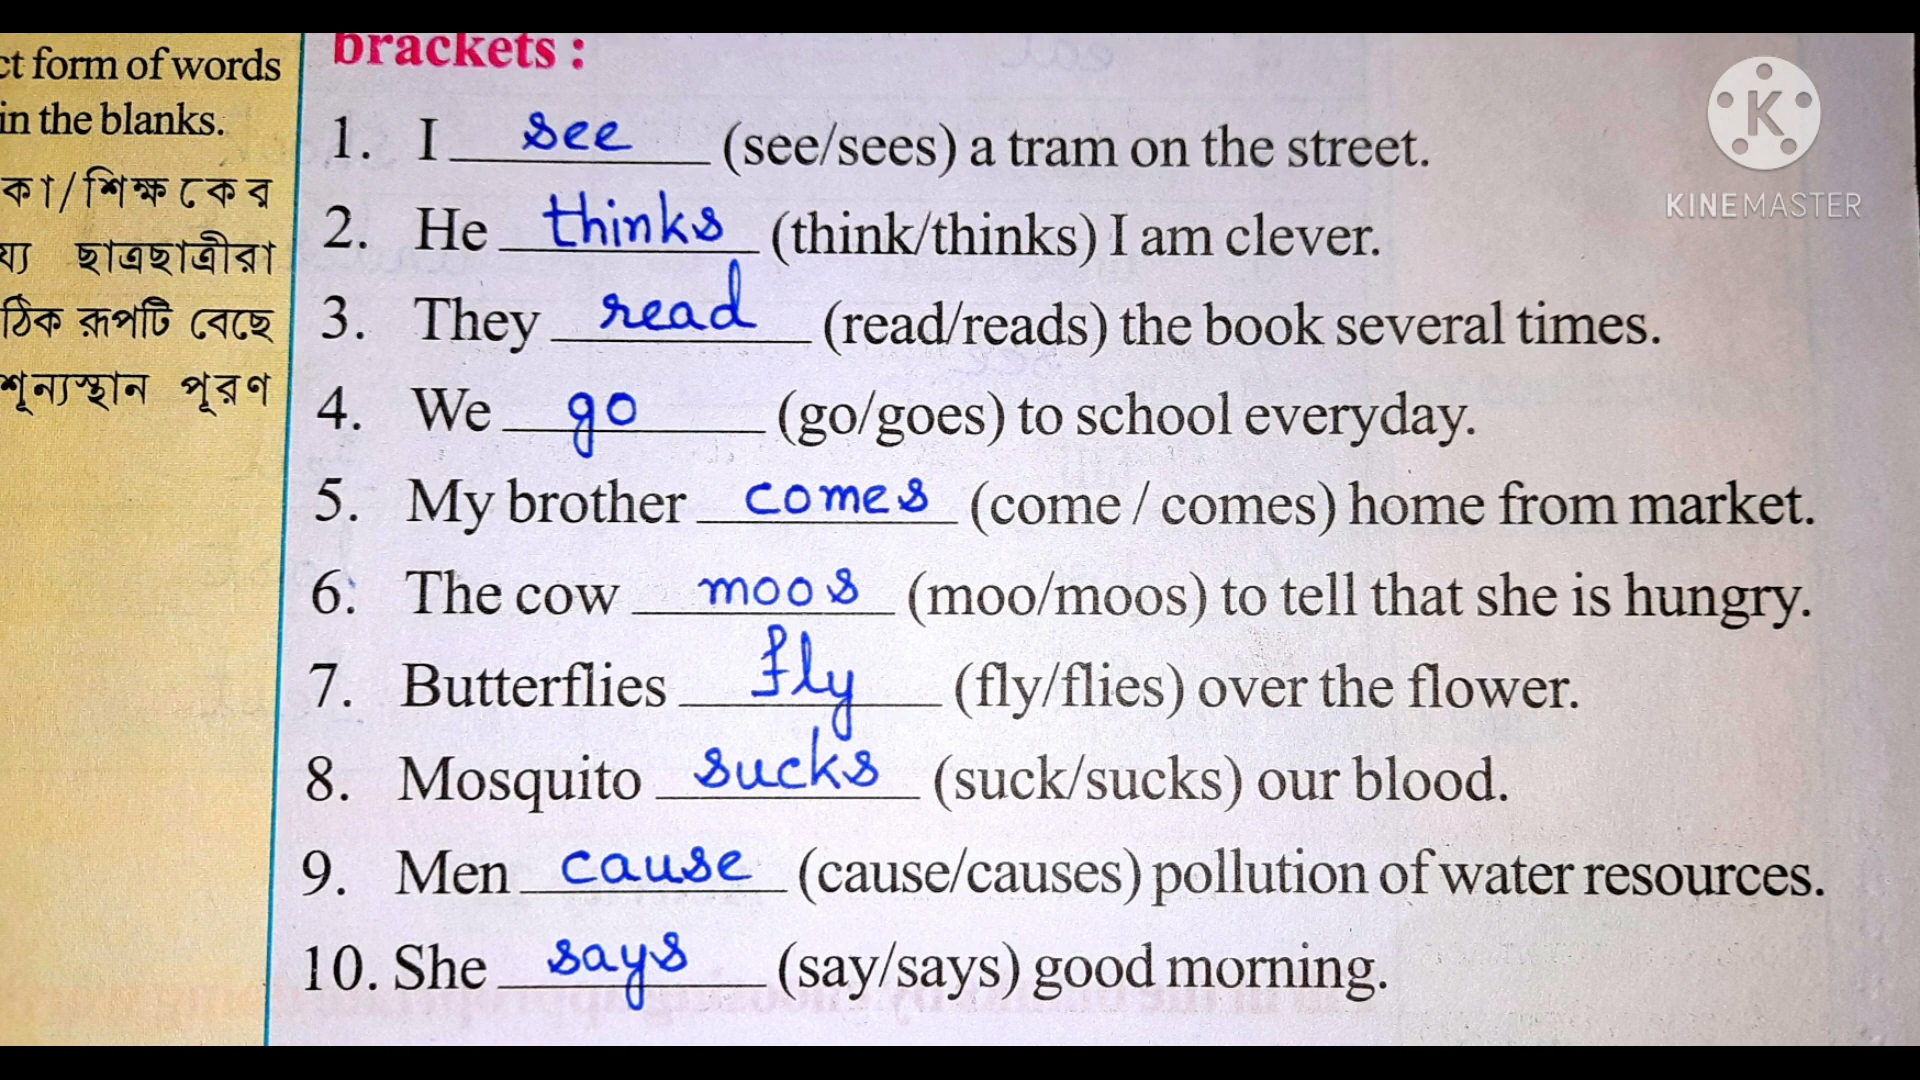 ct form of words
in the blanks.
কা/শিক্ষকের
য্য ছাত্রছাত্রীরা
ঠিক রূপটি বেছে
শূন্যস্থান পূরণ
brackets :
1. I see (see/sees) a tram on the street.
2. He thinks (think/thinks) I am clever.
3. They read (read/reads) the book several times.
4. We go (go/goes) to school everyday.
5. My brother comes (come / comes) home from market.
6. The cow moos (moo/moos) to tell that she is hungry.
7. Butterflies fly (fly/flies) over the flower.
8. Mosquito sucks (suck/sucks) our blood.
9. Men cause (cause/causes) pollution of water resources.
10. She says (say/says) good morning.
K
KINEMASTER